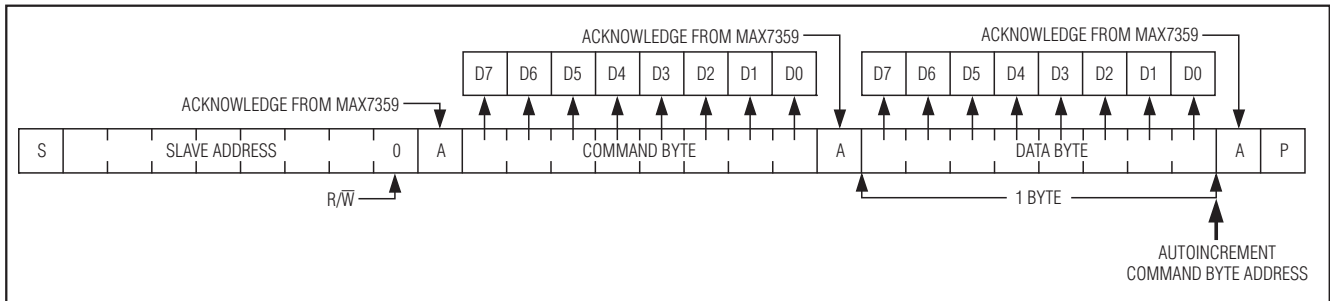 ACKNOWLEDGE FROM MAX7359
ACKNOWLEDGE FROM MAX7359
D7 D6 D5 D4 D3 D2 D1 D0
D7 D6 D5 D4 D3 D2 D1 D0
ACKNOWLEDGE FROM MAX7359
S SLAVE ADDRESS 0 A COMMAND BYTE A DATA BYTE A P
R/W̅
1 BYTE
AUTOINCREMENT
COMMAND BYTE ADDRESS